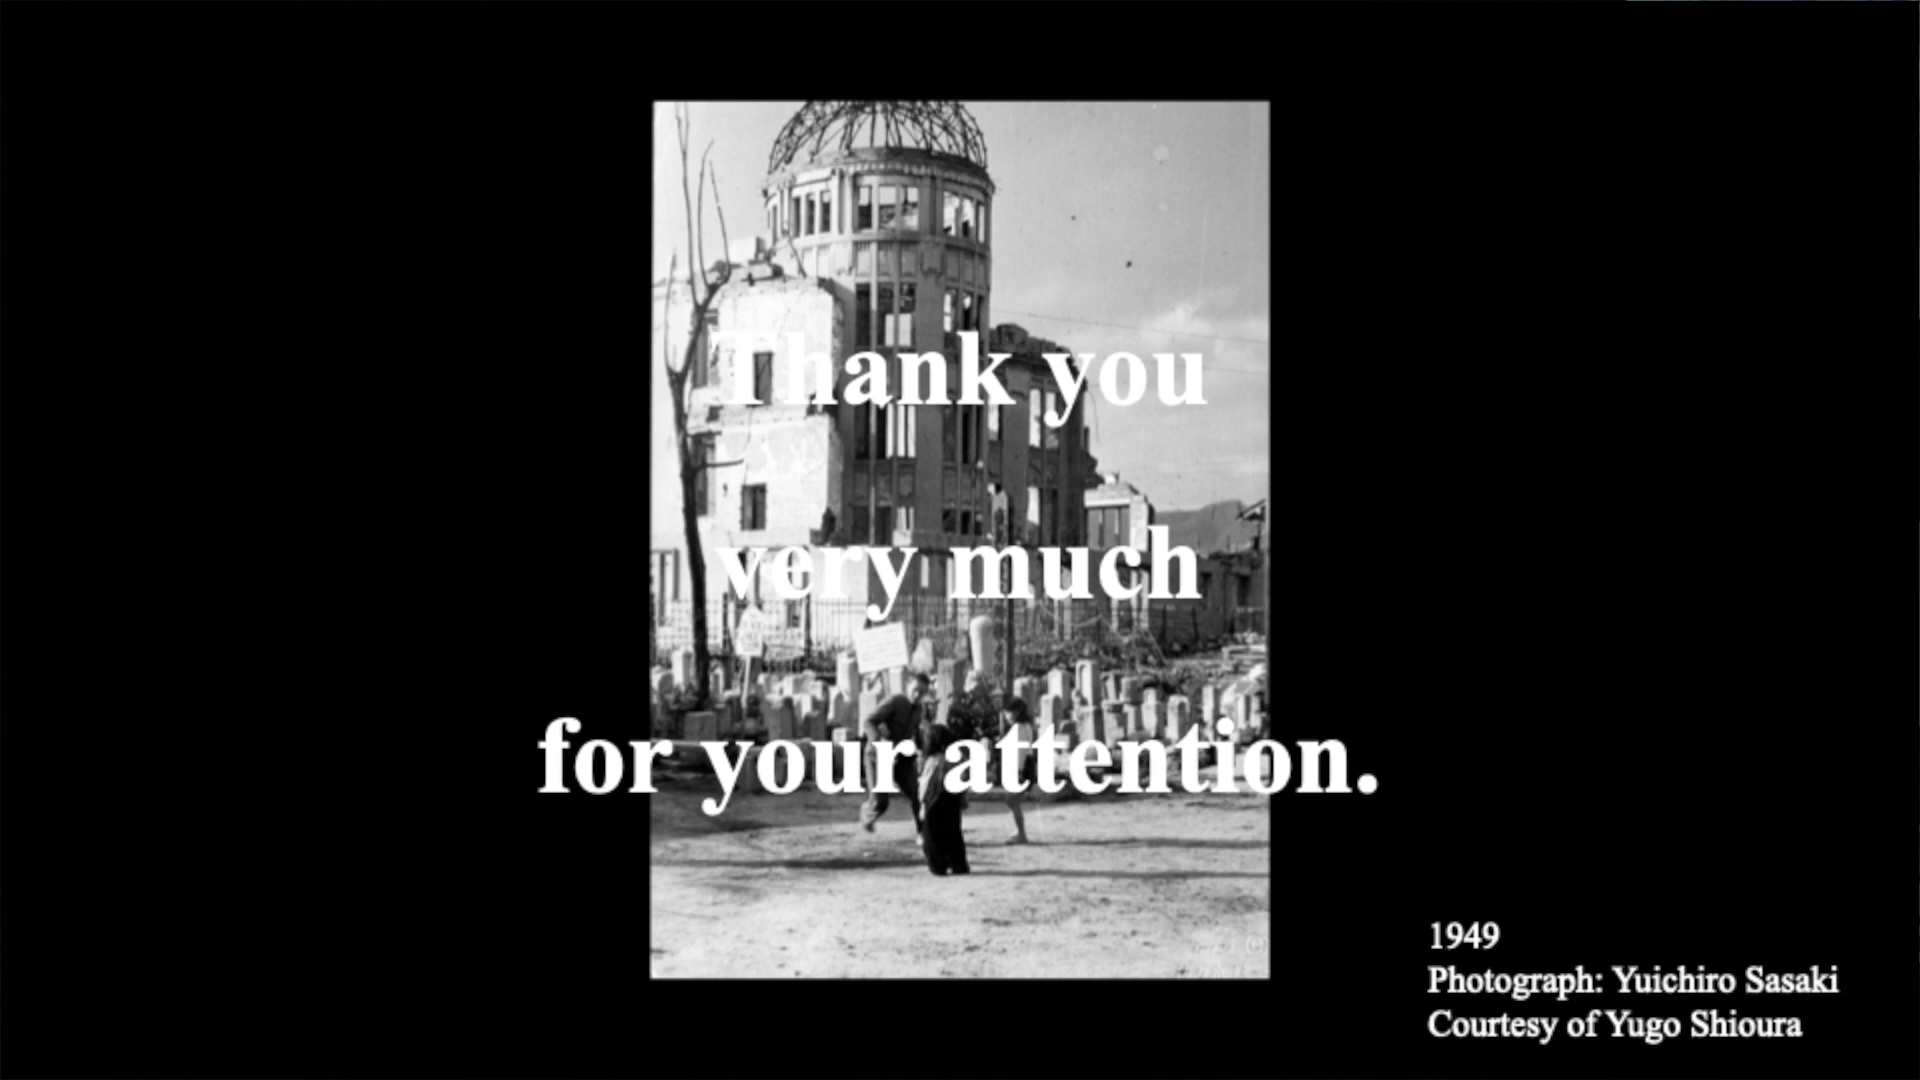 Thank you
very much
for your attention.
1949
Photograph: Yuichiro Sasaki
Courtesy of Yugo Shioura